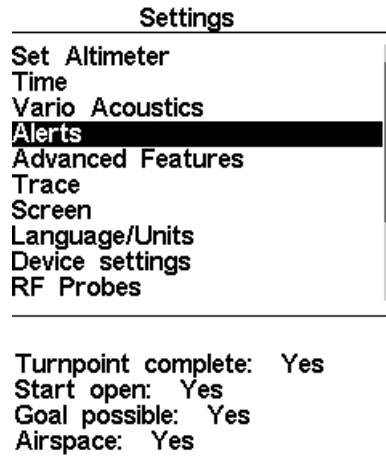 Settings
Set Altimeter
Time
Vario Acoustics
Alerts
Advanced Features
Trace
Screen
Language/Units
Device settings
RF Probes
Turnpoint complete: Yes
Start open: Yes
Goal possible: Yes
Airspace: Yes